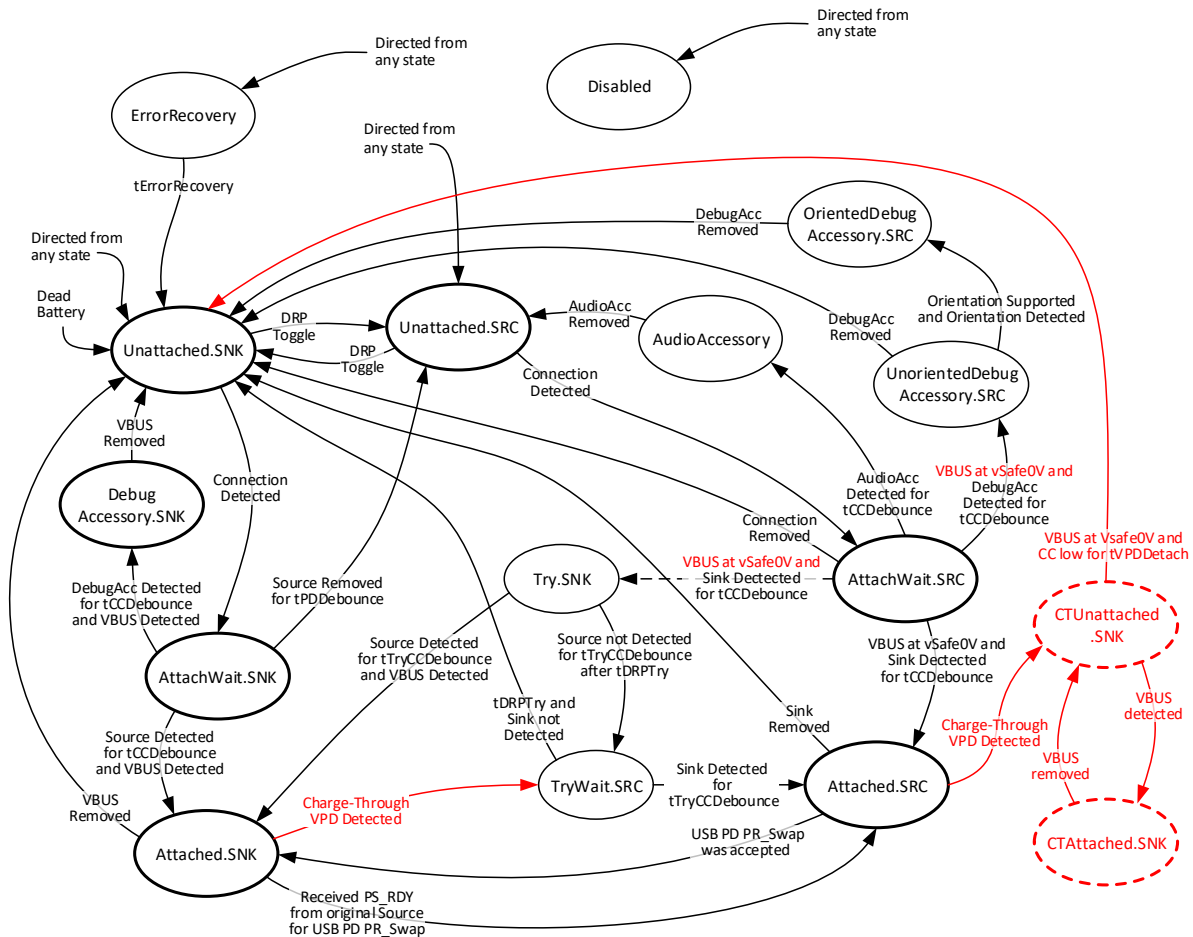 Directed from
any state
Directed from
any state
ErrorRecovery
Disabled
Directed from
any state
tErrorRecovery
OrientedDebug
Accessory.SRC
DebugAcc
Removed
Directed from
any state
Dead
Battery
Orientation Supported
and Orientation Detected
Unattached.SNK
DRP
Toggle
DRP
Toggle
Unattached.SRC
AudioAcc
Removed
AudioAccessory
DebugAcc
Removed
UnorientedDebug
Accessory.SRC
Connection
Detected
VBUS
Removed
Connection
Detected
Debug
Accessory.SNK
AudioAcc
Detected for
tCCDebounce
VBUS at vSafe0V and
DebugAcc
Detected for
tCCDebounce
Connection
Removed
VBUS at Vsafe0V and
CC low for tVPDDetach
DebugAcc Detected
for tCCDebounce
and VBUS Detected
Source Removed
for tPDDebounce
Try.SNK
VBUS at vSafe0V and
Sink Dectected
for tCCDebounce
AttachWait.SRC
CTUnattached
.SNK
AttachWait.SNK
Source Detected
for tTryCCDebounce
and VBUS Detected
Source not Detected
for tTryCCDebounce
after tDRPTry
VBUS at vSafe0V and
Sink Dectected
for tCCDebounce
VBUS
detected
Source Detected
for tCCDebounce
and VBUS Detected
tDRPTry and
Sink not
Detected
Sink
Removed
Charge-Through
VPD Detected
VBUS
removed
VBUS
Removed
Charge-Through
VPD Detected
TryWait.SRC
Sink Detected
for
tTryCCDebounce
Attached.SRC
Attached.SNK
USB PD PR_Swap
was accepted
CTAttached.SNK
Received PS_RDY
from original Source
for USB PD PR_Swap